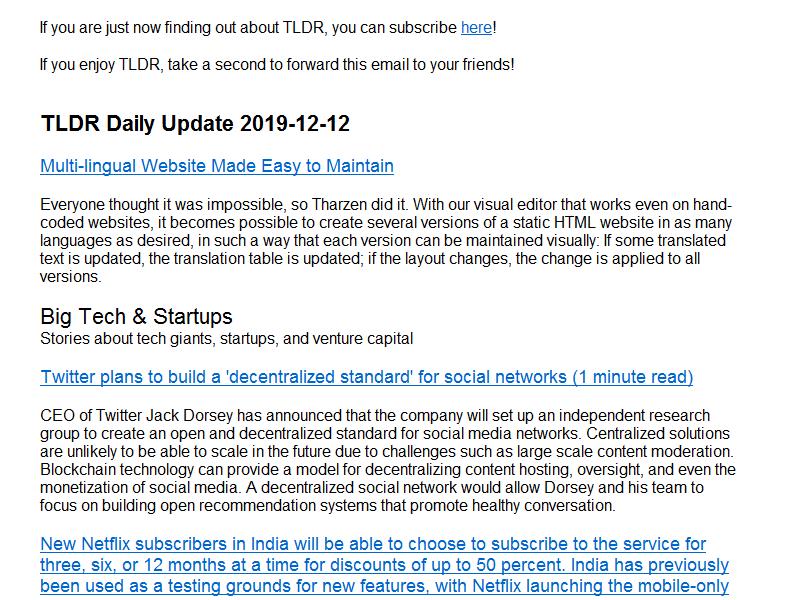 If you are just now finding out about TLDR, you can subscribe here!
If you enjoy TLDR, take a second to forward this email to your friends!
TLDR Daily Update 2019-12-12
Multi-lingual Website Made Easy to Maintain
Everyone thought it was impossible, so Tharzen did it. With our visual editor that works even on hand-
coded websites, it becomes possible to create several versions of a static HTML website in as many
languages as desired, in such a way that each version can be maintained visually: If some translated
text is updated, the translation table is updated; if the layout changes, the change is applied to all
versions.
Big Tech & Startups
Stories about tech giants, startups, and venture capital
Twitter plans to build a 'decentralized standard' for social networks (1 minute read)
CEO of Twitter Jack Dorsey has announced that the company will set up an independent research
group to create an open and decentralized standard for social media networks. Centralized solutions
are unlikely to be able to scale in the future due to challenges such as large scale content moderation.
Blockchain technology can provide a model for decentralizing content hosting, oversight, and even the
monetization of social media. A decentralized social network would allow Dorsey and his team to
focus on building open recommendation systems that promote healthy conversation.
New Netflix subscribers in India will be able to choose to subscribe to the service for
three, six, or 12 months at a time for discounts of up to 50 percent. India has previously
been used as a testing grounds for new features, with Netflix launching the mobile-only